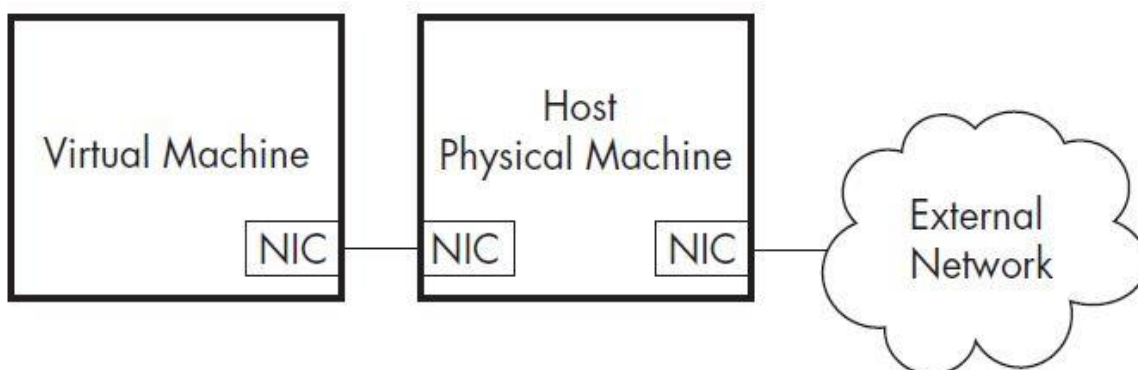 Virtual Machine
NIC
Host
Physical Machine
NIC
NIC
External
Network